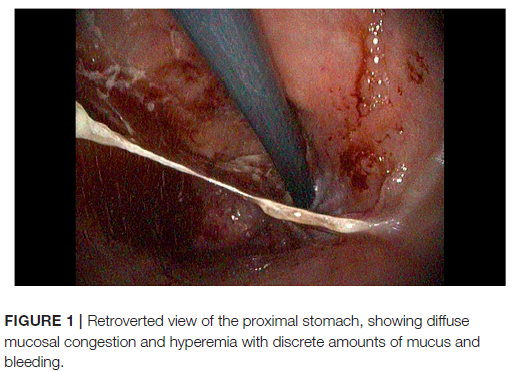 FIGURE 1 | Retroverted view of the proximal stomach, showing diffuse
mucosal congestion and hyperemia with discrete amounts of mucus and
bleeding.